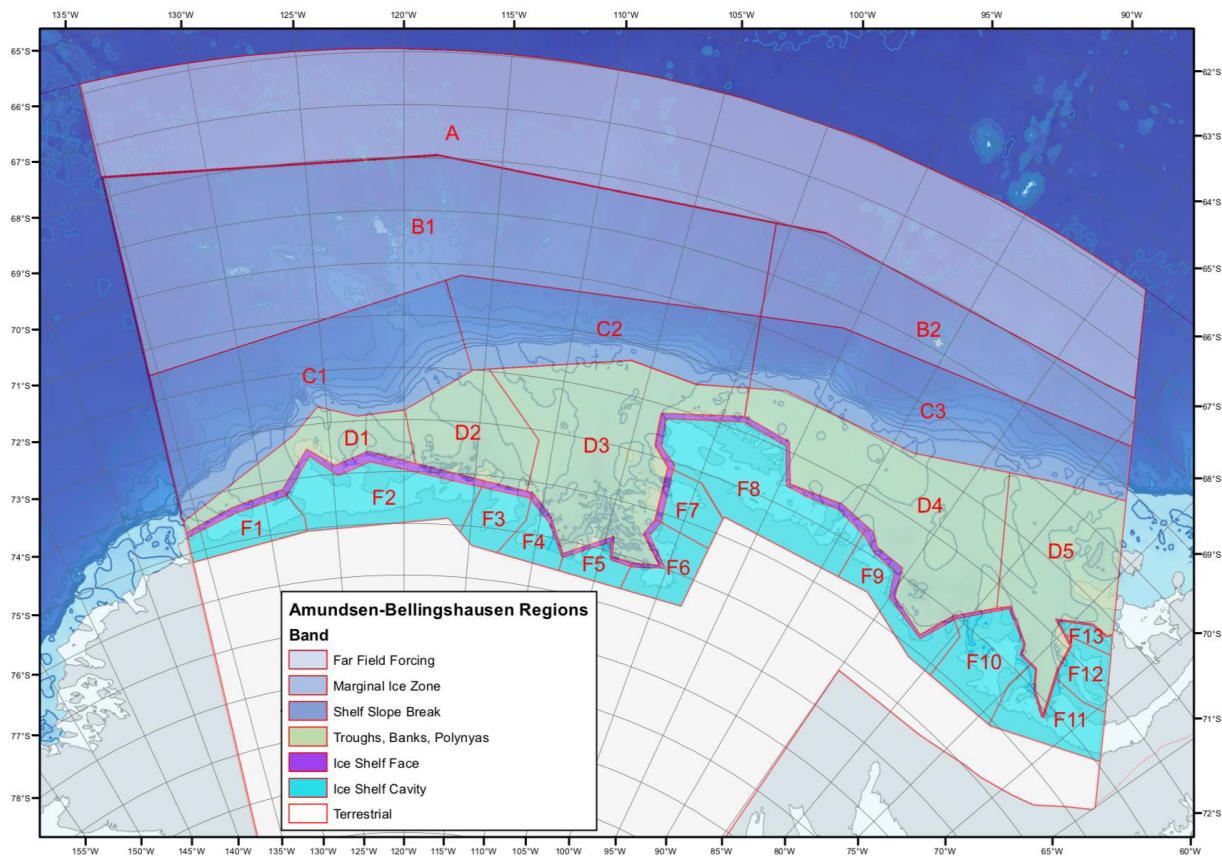 135°W 130°W 125°W 120°W 115°W 110°W 105°W 100°W 95°W 90°W
65°S
62°S
66°S
63°S
67°S
64°S
A
68°S
65°S
B1
69°S
66°S
70°S
B2
C2
67°S
71°S
C1
C3
68°S
72°S
D1 D2 D3
73°S
F2
F7 F8
D4
69°S
F1 F3
74°S
F4
D5
F5 F6
F9
75°S
70°S
F10 F13
F12
76°S
F11
71°S
77°S
78°S
72°S
Amundsen-Bellingshausen Regions
Band
Far Field Forcing
Marginal Ice Zone
Shelf Slope Break
Troughs, Banks, Polynyas
Ice Shelf Face
Ice Shelf Cavity
Terrestrial
155°W 150°W 145°W 140°W 135°W 130°W 125°W 120°W 115°W 110°W 105°W 100°W 95°W 90°W 85°W 80°W 75°W 70°W 65°W 60°W